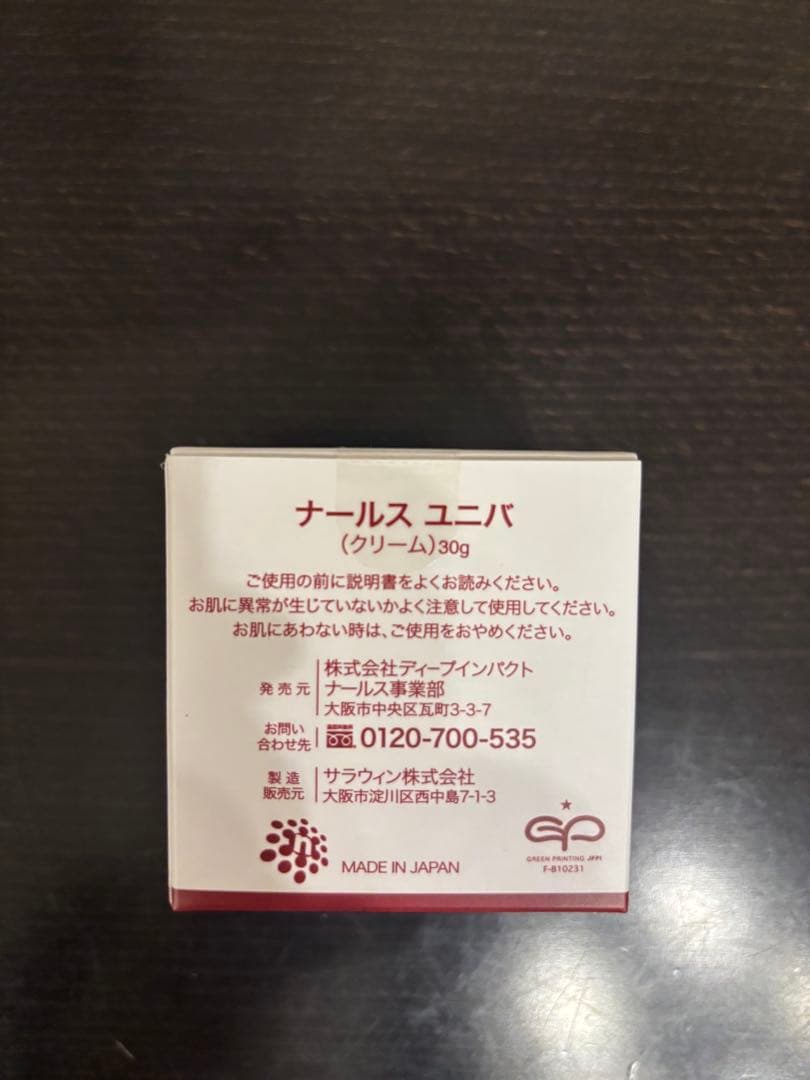 ナールス ユニバ
（クリーム）30g
ご使用の前に説明書をよくお読みください。
お肌に異常が生じていないかよく注意して使用してください。
お肌にあわない時は、ご使用をおやめください。
発売元
株式会社ディープインパクト
ナールス事業部
大阪市中央区瓦町3-3-7
お問い
合わせ先
0120-700-535
製造
販売元
サラウィン株式会社
大阪市淀川区西中島7-1-3
MADE IN JAPAN
GREEN PRINTING JFPI
F-B10231